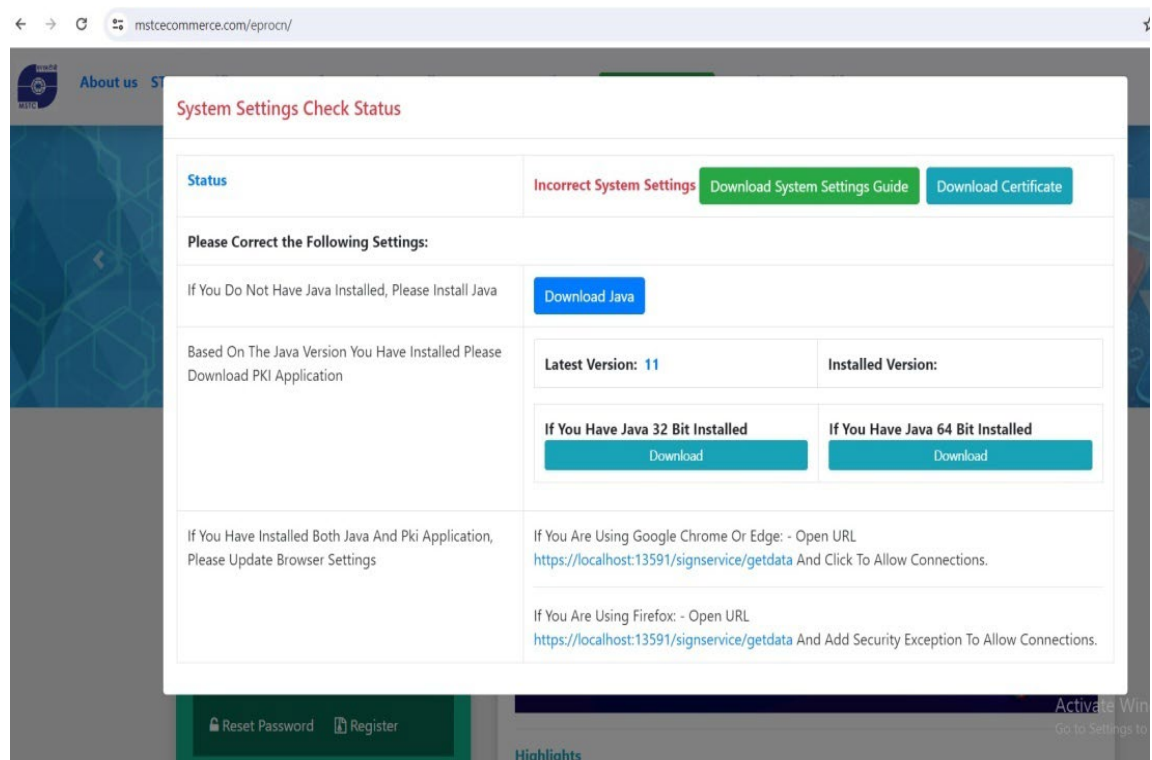 mstcecommerce.com/eprocn/
MSTC
About us ST
System Settings Check Status
Status
Incorrect System Settings Download System Settings Guide Download Certificate
Please Correct the Following Settings:
If You Do Not Have Java Installed, Please Install Java
Download Java
Based On The Java Version You Have Installed Please
Download PKI Application
Latest Version: 11 Installed Version:
If You Have Java 32 Bit Installed If You Have Java 64 Bit Installed
Download Download
If You Have Installed Both Java And Pki Application,
Please Update Browser Settings
If You Are Using Google Chrome Or Edge: - Open URL
https://localhost:13591/signservice/getdata And Click To Allow Connections.
If You Are Using Firefox: - Open URL
https://localhost:13591/signservice/getdata And Add Security Exception To Allow Connections.
Reset Password Register
Activate Win
Go to Settings to
Highlights